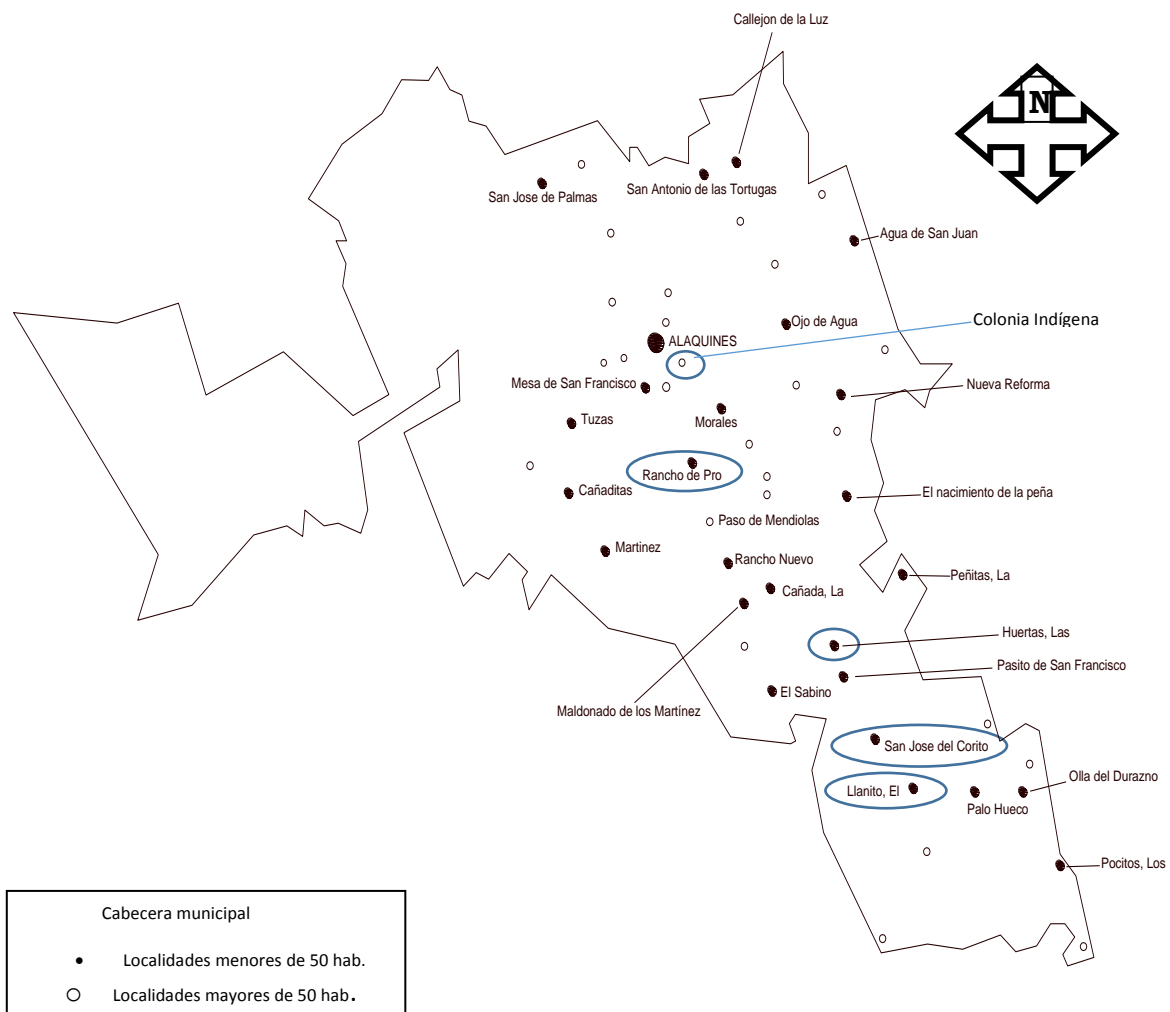 Callejon de la Luz
N
San Jose de Palmas
San Antonio de las Tortugas
Agua de San Juan
Ojo de Agua
Colonia Indígena
ALAQUINES
Mesa de San Francisco
Nueva Reforma
Tuzas
Morales
Rancho de Pro
Cañaditas
El nacimiento de la peña
Paso de Mendiolas
Martinez
Rancho Nuevo
Peñitas, La
Cañada, La
Huertas, Las
Pasito de San Francisco
El Sabino
Maldonado de los Martínez
San Jose del Corito
Olla del Durazno
Llanito, El
Palo Hueco
Pocitos, Los
Cabecera municipal
Localidades menores de 50 hab.
Localidades mayores de 50 hab.